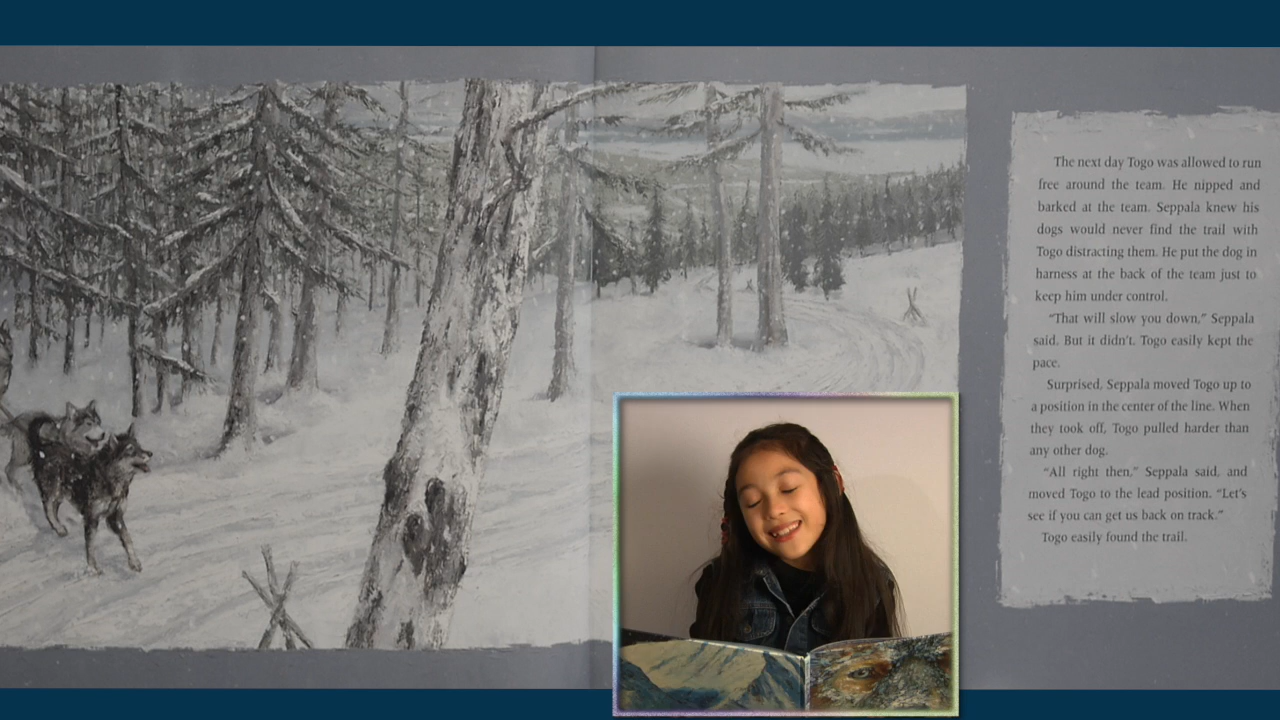 The next day Togo was allowed to run
free around the team. He nipped and
barked at the team. Seppala knew his
dogs would never find the trail with
Togo distracting them. He put the dog in
harness at the back of the team just to
keep him under control.
“That will slow you down,” Seppala
said. But it didn’t. Togo easily kept the
pace.
Surprised, Seppala moved Togo up to
a position in the center of the line. When
they took off, Togo pulled harder than
any other dog.
“All right then,” Seppala said, and
moved Togo to the lead position. “Let’s
see if you can get us back on track.”
Togo easily found the trail.